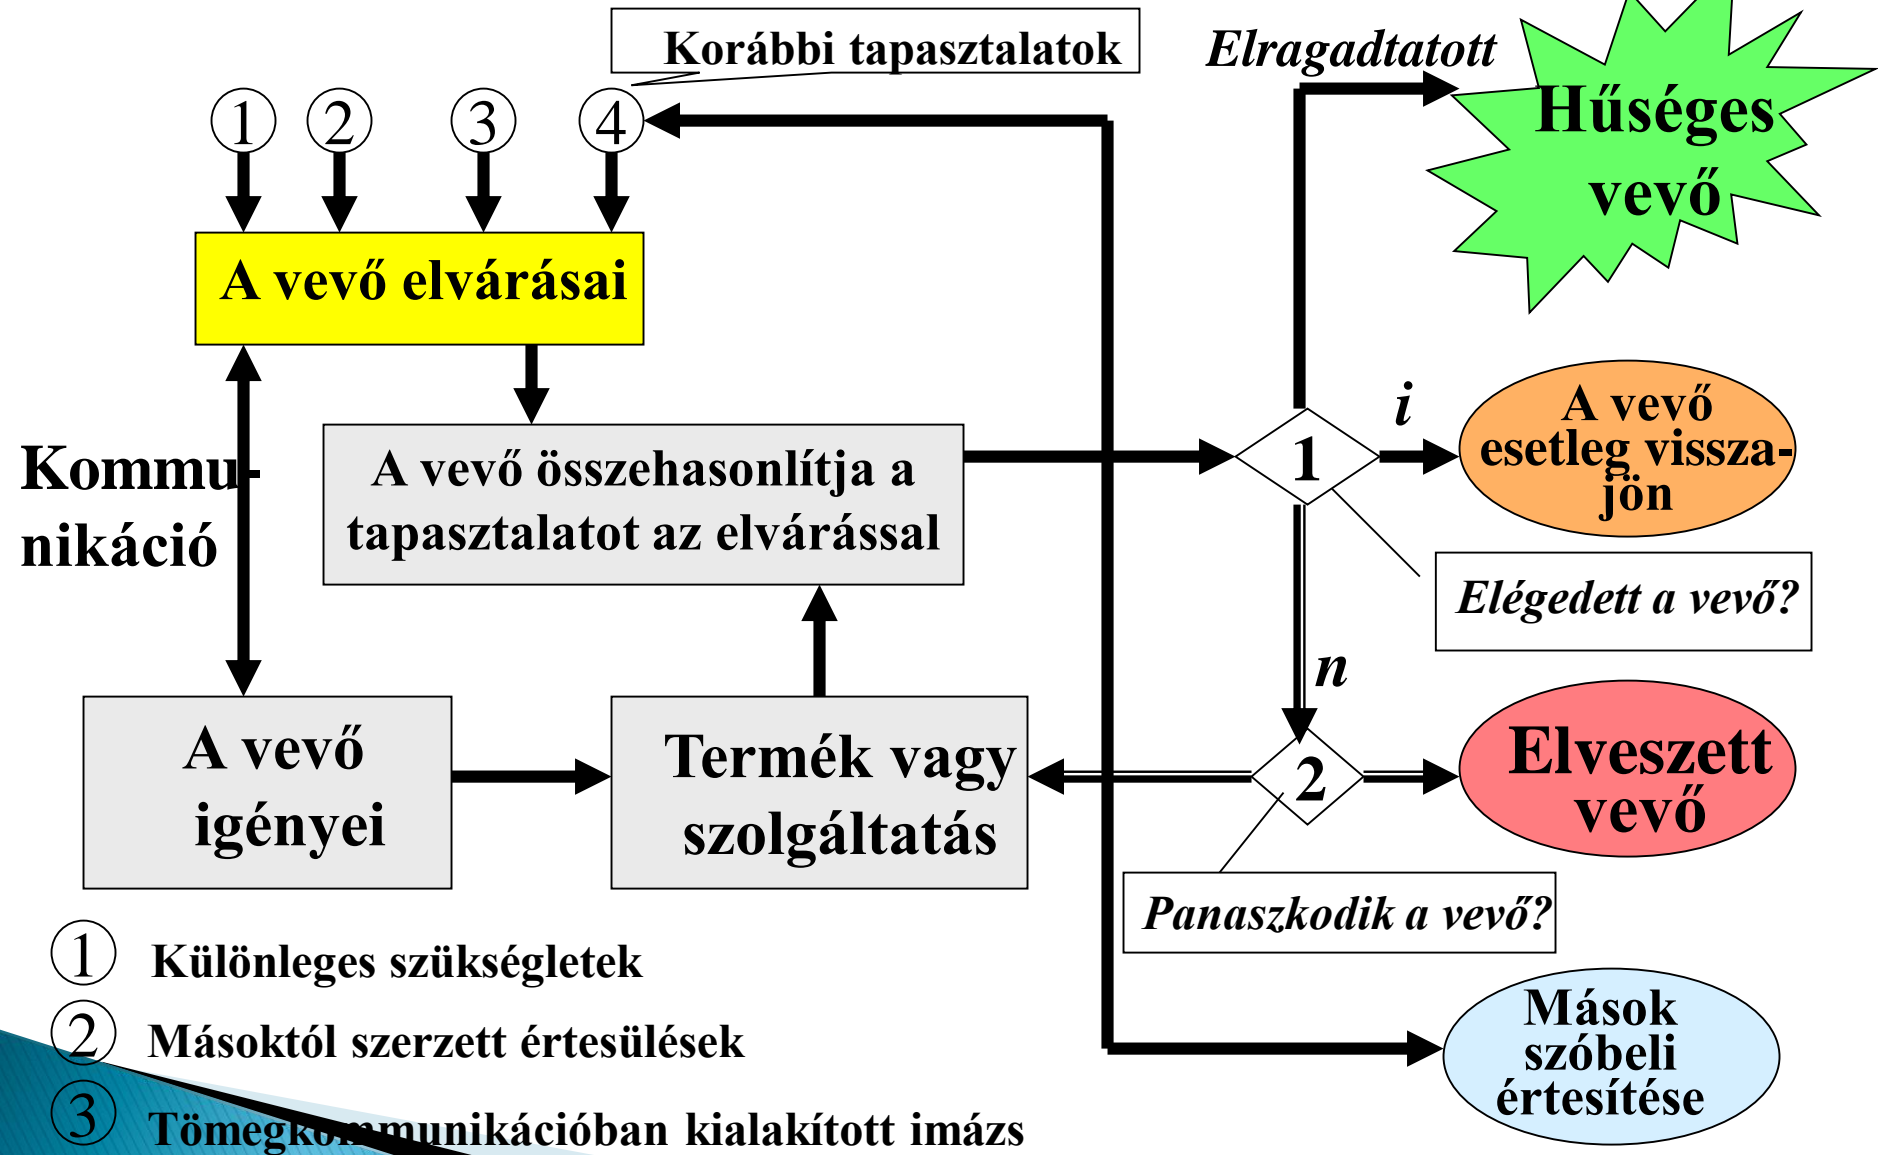 Korábbi tapasztalatok
Elragadtatott
Hűséges
vevő
1
2
3
4
A vevő elvárásai
Kommu-
nikáció
A vevő összehasonlítja a
tapasztalatot az elvárással
1
i
A vevő
esetleg vissza-
jön
Elégedett a vevő?
n
A vevő
igényei
Termék vagy
szolgáltatás
2
Elveszett
vevő
Panaszkodik a vevő?
1 Különleges szükségletek
2 Másoktól szerzett értesülések
3 Tömegkommunikációban kialakított imázs
Mások
szóbeli
értesítése